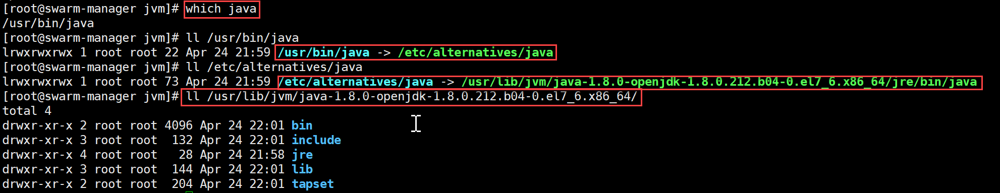 [root@swarm-manager jvm]# which java
/usr/bin/java
[root@swarm-manager jvm]# ll /usr/bin/java
lrwxrwxrwx 1 root root 22 Apr 24 21:59 /usr/bin/java -> /etc/alternatives/java
[root@swarm-manager jvm]# ll /etc/alternatives/java
lrwxrwxrwx 1 root root 73 Apr 24 21:59 /etc/alternatives/java -> /usr/lib/jvm/java-1.8.0-openjdk-1.8.0.212.b04-0.el7_6.x86_64/jre/bin/java
[root@swarm-manager jvm]# ll /usr/lib/jvm/java-1.8.0-openjdk-1.8.0.212.b04-0.el7_6.x86_64/
total 4
drwxr-xr-x 2 root root 4096 Apr 24 22:01 bin
drwxr-xr-x 3 root root  132 Apr 24 22:01 include
drwxr-xr-x 4 root root   28 Apr 24 21:58 jre
drwxr-xr-x 3 root root  144 Apr 24 22:01 lib
drwxr-xr-x 2 root root  204 Apr 24 22:01 tapset